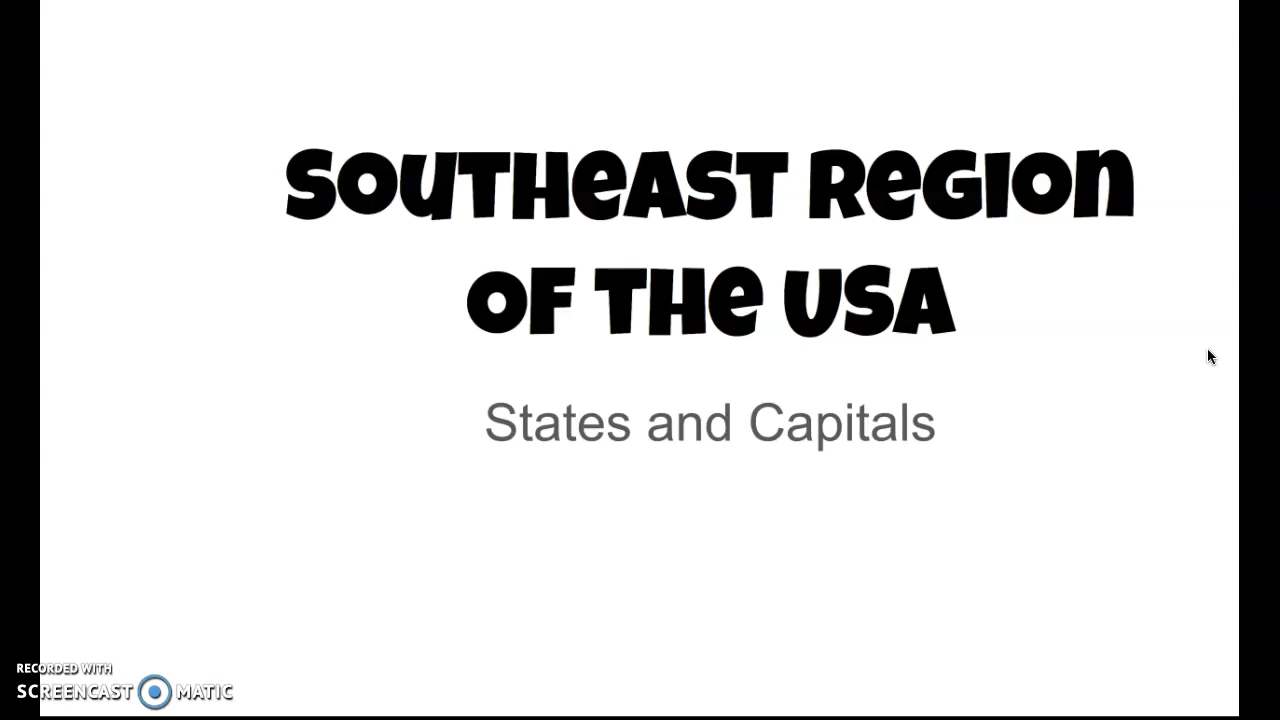 Southeast Region
of the USA
States and Capitals
RECORDED WITH
SCREENCAST MATIC